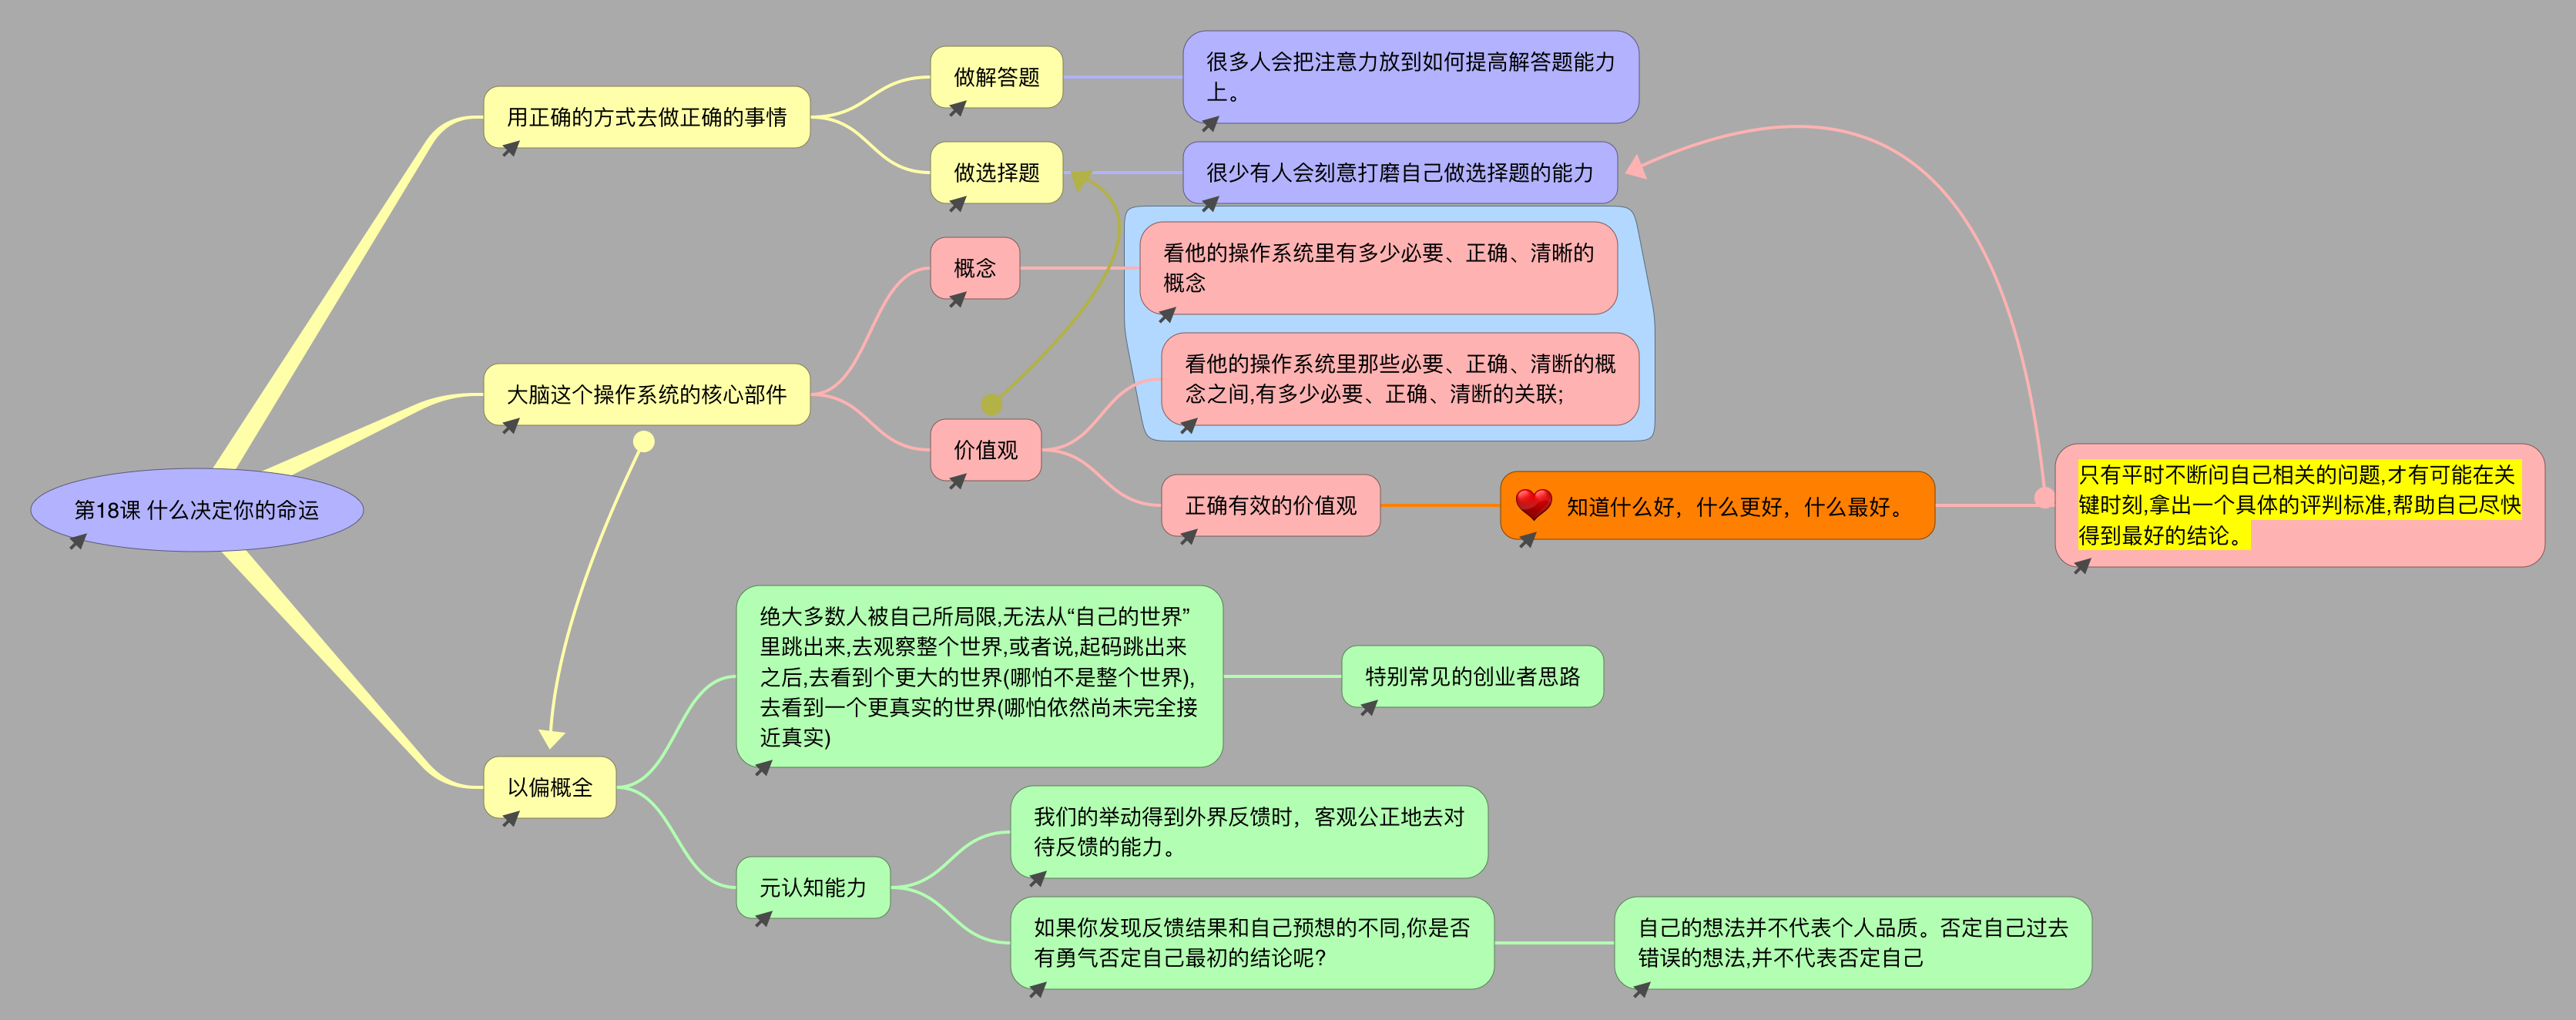 第18课 什么决定你的命运
用正确的方式去做正确的事情
做解答题
很多人会把注意力放到如何提高解答题能力
上。
做选择题
很少有人会刻意打磨自己做选择题的能力
大脑这个操作系统的核心部件
概念
看他的操作系统里有多少必要、正确、清晰的
概念
价值观
看他的操作系统里那些必要、正确、清断的概
念之间,有多少必要、正确、清断的关联;
正确有效的价值观
知道什么好，什么更好，什么最好。
只有平时不断问自己相关的问题,才有可能在关
键时刻,拿出一个具体的评判标准,帮助自己尽快
得到最好的结论。
以偏概全
绝大多数人被自己所局限,无法从“自己的世界”
里跳出来,去观察整个世界,或者说,起码跳出来
之后,去看到个更大的世界(哪怕不是整个世界),
去看到一个更真实的世界(哪怕依然尚未完全接
近真实)
特别常见的创业者思路
元认知能力
我们的举动得到外界反馈时，客观公正地去对
待反馈的能力。
如果你发现反馈结果和自己预想的不同,你是否
有勇气否定自己最初的结论呢?
自己的想法并不代表个人品质。否定自己过去
错误的想法,并不代表否定自己